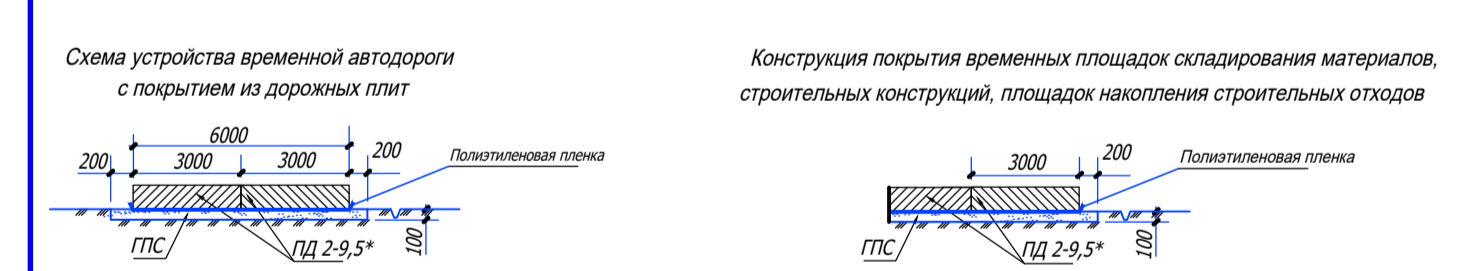 Схема устройства временной автодороги
с покрытием из дорожных плит
6000
200
3000
3000
200
Полиэтиленовая пленка
ГПС
ПД 2-9,5*
100
Конструкция покрытия временных площадок складирования материалов,
строительных конструкций, площадок накопления строительных отходов
3000
200
Полиэтиленовая пленка
ГПС
ПД 2-9,5*
100